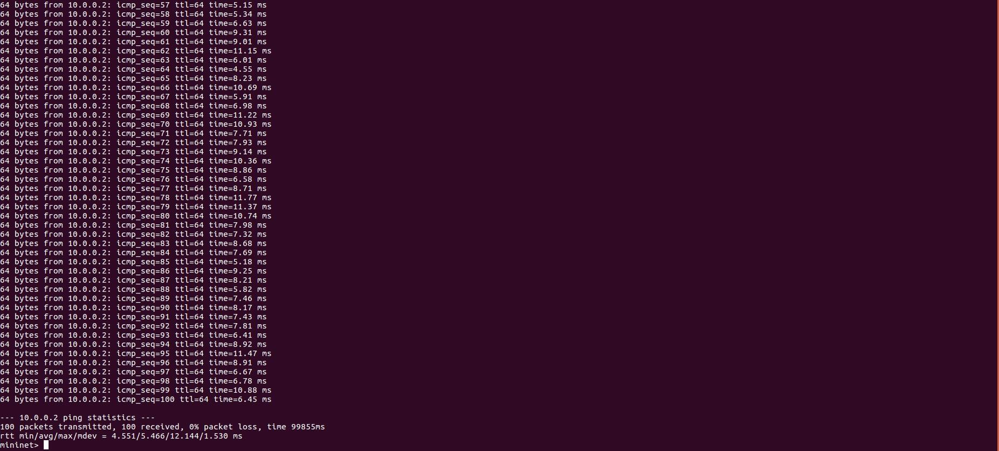 64 bytes from 10.0.0.2: icmp_seq=57 ttl=64 time=5.15 ms
64 bytes from 10.0.0.2: icmp_seq=58 ttl=64 time=5.34 ms
64 bytes from 10.0.0.2: icmp_seq=59 ttl=64 time=6.63 ms
64 bytes from 10.0.0.2: icmp_seq=60 ttl=64 time=9.31 ms
64 bytes from 10.0.0.2: icmp_seq=61 ttl=64 time=9.01 ms
64 bytes from 10.0.0.2: icmp_seq=62 ttl=64 time=11.15 ms
64 bytes from 10.0.0.2: icmp_seq=63 ttl=64 time=6.01 ms
64 bytes from 10.0.0.2: icmp_seq=64 ttl=64 time=4.55 ms
64 bytes from 10.0.0.2: icmp_seq=65 ttl=64 time=8.23 ms
64 bytes from 10.0.0.2: icmp_seq=66 ttl=64 time=10.69 ms
64 bytes from 10.0.0.2: icmp_seq=67 ttl=64 time=5.91 ms
64 bytes from 10.0.0.2: icmp_seq=68 ttl=64 time=6.98 ms
64 bytes from 10.0.0.2: icmp_seq=69 ttl=64 time=11.22 ms
64 bytes from 10.0.0.2: icmp_seq=70 ttl=64 time=10.93 ms
64 bytes from 10.0.0.2: icmp_seq=71 ttl=64 time=7.71 ms
64 bytes from 10.0.0.2: icmp_seq=72 ttl=64 time=7.93 ms
64 bytes from 10.0.0.2: icmp_seq=73 ttl=64 time=9.14 ms
64 bytes from 10.0.0.2: icmp_seq=74 ttl=64 time=10.36 ms
64 bytes from 10.0.0.2: icmp_seq=75 ttl=64 time=8.86 ms
64 bytes from 10.0.0.2: icmp_seq=76 ttl=64 time=6.58 ms
64 bytes from 10.0.0.2: icmp_seq=77 ttl=64 time=8.71 ms
64 bytes from 10.0.0.2: icmp_seq=78 ttl=64 time=11.77 ms
64 bytes from 10.0.0.2: icmp_seq=79 ttl=64 time=11.37 ms
64 bytes from 10.0.0.2: icmp_seq=80 ttl=64 time=10.74 ms
64 bytes from 10.0.0.2: icmp_seq=81 ttl=64 time=7.98 ms
64 bytes from 10.0.0.2: icmp_seq=82 ttl=64 time=7.32 ms
64 bytes from 10.0.0.2: icmp_seq=83 ttl=64 time=8.68 ms
64 bytes from 10.0.0.2: icmp_seq=84 ttl=64 time=7.69 ms
64 bytes from 10.0.0.2: icmp_seq=85 ttl=64 time=5.18 ms
64 bytes from 10.0.0.2: icmp_seq=86 ttl=64 time=9.25 ms
64 bytes from 10.0.0.2: icmp_seq=87 ttl=64 time=8.21 ms
64 bytes from 10.0.0.2: icmp_seq=88 ttl=64 time=5.82 ms
64 bytes from 10.0.0.2: icmp_seq=89 ttl=64 time=7.46 ms
64 bytes from 10.0.0.2: icmp_seq=90 ttl=64 time=8.17 ms
64 bytes from 10.0.0.2: icmp_seq=91 ttl=64 time=7.43 ms
64 bytes from 10.0.0.2: icmp_seq=92 ttl=64 time=7.81 ms
64 bytes from 10.0.0.2: icmp_seq=93 ttl=64 time=6.41 ms
64 bytes from 10.0.0.2: icmp_seq=94 ttl=64 time=8.92 ms
64 bytes from 10.0.0.2: icmp_seq=95 ttl=64 time=11.47 ms
64 bytes from 10.0.0.2: icmp_seq=96 ttl=64 time=8.91 ms
64 bytes from 10.0.0.2: icmp_seq=97 ttl=64 time=6.67 ms
64 bytes from 10.0.0.2: icmp_seq=98 ttl=64 time=6.78 ms
64 bytes from 10.0.0.2: icmp_seq=99 ttl=64 time=10.88 ms
64 bytes from 10.0.0.2: icmp_seq=100 ttl=64 time=6.45 ms
--- 10.0.0.2 ping statistics ---
100 packets transmitted, 100 received, 0% packet loss, time 99855ms
rtt min/avg/max/mdev = 4.551/5.466/12.144/1.530 ms
mininet>